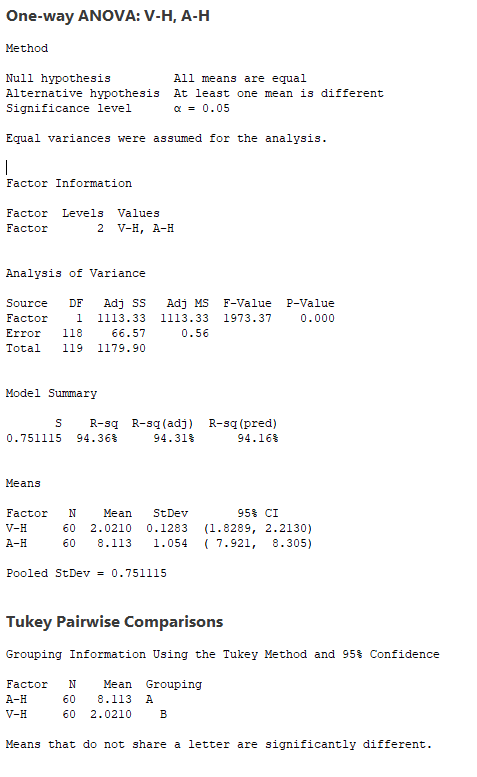 One-way ANOVA: V-H, A-H
Method
Null hypothesis All means are equal
Alternative hypothesis At least one mean is different
Significance level α = 0.05
Equal variances were assumed for the analysis.
Factor Information
Factor Levels Values
Factor 2 V-H, A-H
Analysis of Variance
Source DF Adj SS Adj MS F-Value P-Value
Factor 1 1113.33 1113.33 1973.37 0.000
Error 118 66.57 0.56
Total 119 1179.90
Model Summary
S R-sq R-sq(adj) R-sq(pred)
0.751115 94.36% 94.31% 94.16%
Means
Factor N Mean StDev 95% CI
V-H 60 2.0210 0.1283 (1.8289, 2.2130)
A-H 60 8.113 1.054 ( 7.921, 8.305)
Pooled StDev = 0.751115
Tukey Pairwise Comparisons
Grouping Information Using the Tukey Method and 95% Confidence
Factor N Mean Grouping
A-H 60 8.113 A
V-H 60 2.0210 B
Means that do not share a letter are significantly different.